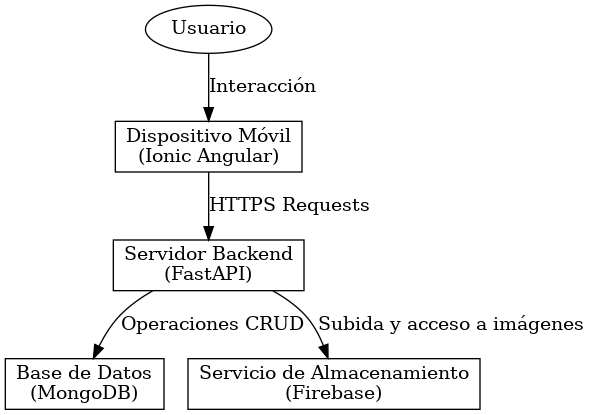 Usuario
Interacción
Dispositivo Móvil
(Ionic Angular)
HTTPS Requests
Servidor Backend
(FastAPI)
Operaciones CRUD
Subida y acceso a imágenes
Base de Datos
(MongoDB)
Servicio de Almacenamiento
(Firebase)